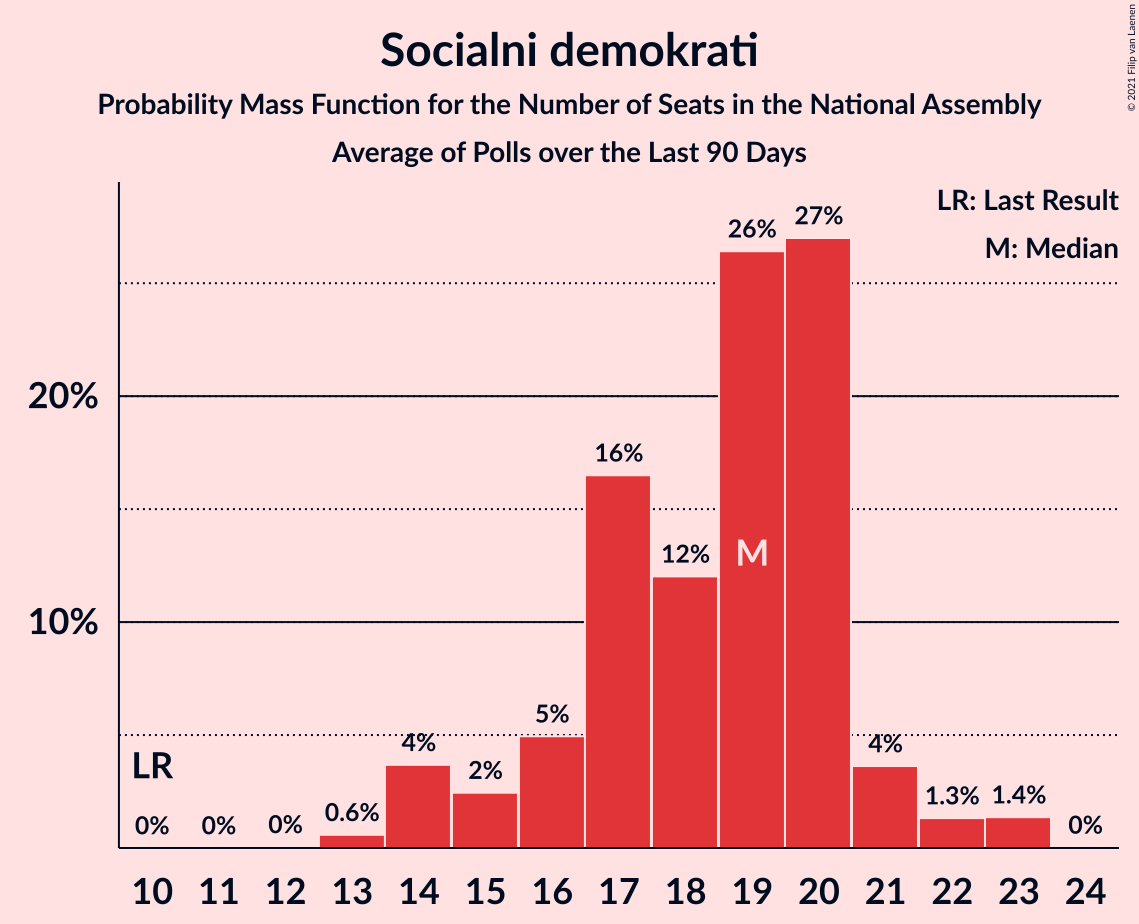 Socialni demokrati
Probability Mass Function for the Number of Seats in the National Assembly
Average of Polls over the Last 90 Days
© 2021 Filip van Laenen
LR: Last Result
M: Median
20%
10%
LR
0%
0%
0%
0.6%
4%
2%
5%
16%
12%
26%
M
27%
4%
1.3%
1.4%
0%
10 11 12 13 14 15 16 17 18 19 20 21 22 23 24